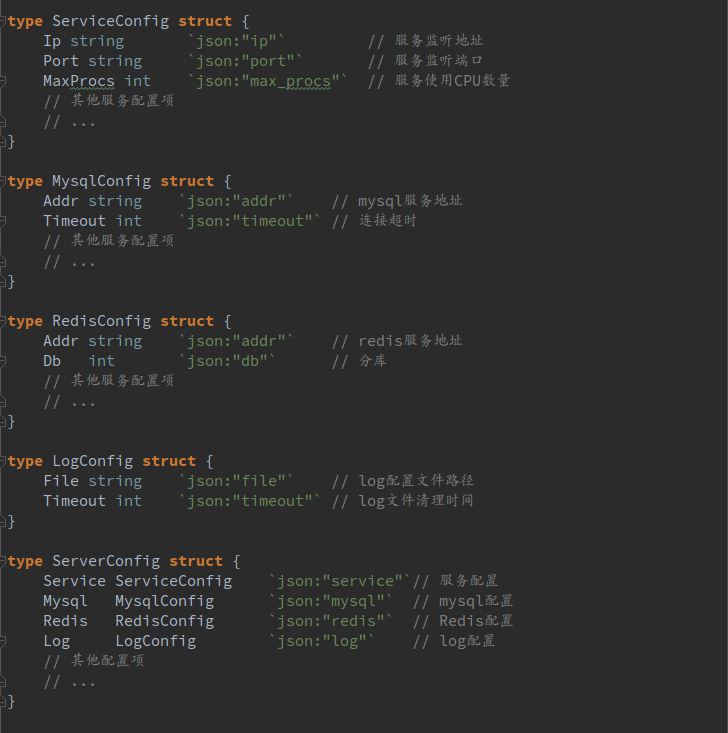 type ServiceConfig struct {
    Ip string       `json:"ip"`         // 服务监听地址
    Port string     `json:"port"`       // 服务监听端口
    MaxProcs int    `json:"max_procs"`  // 服务使用CPU数量
    // 其他服务配置项
    // ...
}
type MysqlConfig struct {
    Addr string    `json:"addr"`    // mysql服务地址
    Timeout int    `json:"timeout"` // 连接超时
    // 其他服务配置项
    // ...
}
type RedisConfig struct {
    Addr string    `json:"addr"`    // redis服务地址
    Db   int       `json:"db"`      // 分库
    // 其他服务配置项
    // ...
}
type LogConfig struct {
    File string    `json:"file"`    // log配置文件路径
    Timeout int    `json:"timeout"` // log文件清理时间
}
type ServerConfig struct {
    Service ServiceConfig    `json:"service"`// 服务配置
    Mysql   MysqlConfig      `json:"mysql"`  // mysql配置
    Redis   RedisConfig      `json:"redis"`  // Redis配置
    Log     LogConfig        `json:"log"`    // log配置
    // 其他配置项
    // ...
}